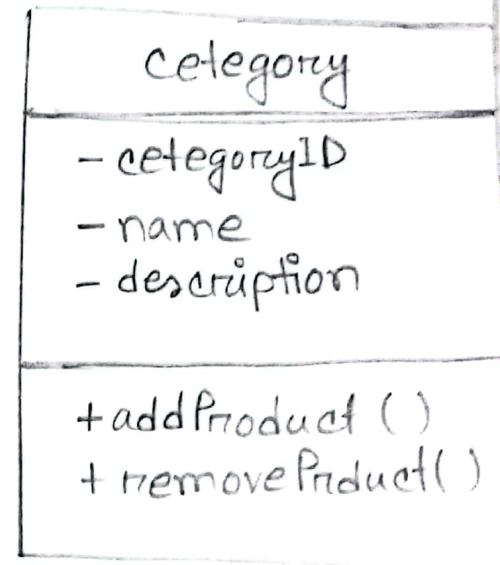 cetegory
- cetegoryID
- name
- description
+ addProduct ()
+ removePrduct()